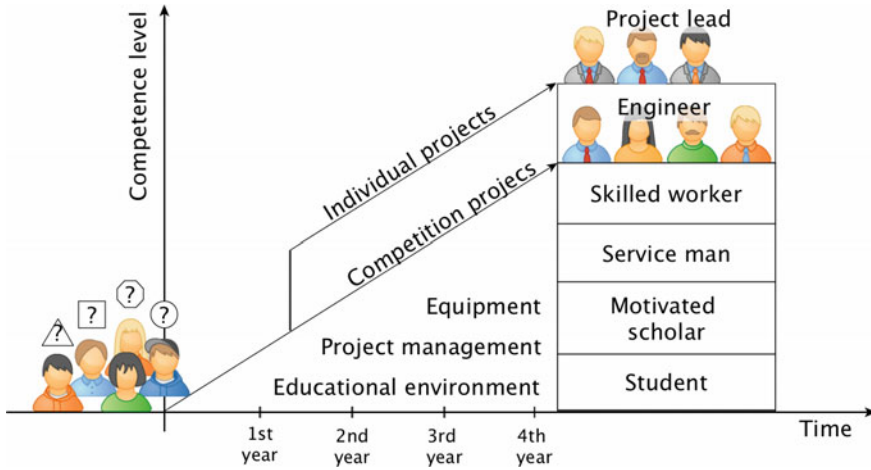 Project lead
Engineer
Competence level
Individual projects
Competition projecs
Skilled worker
Service man
? ? ? ?
Equipment
Motivated
scholar
Project management
Educational environment
Student
1st
year
2nd
year
3rd
year
4th
year
Time